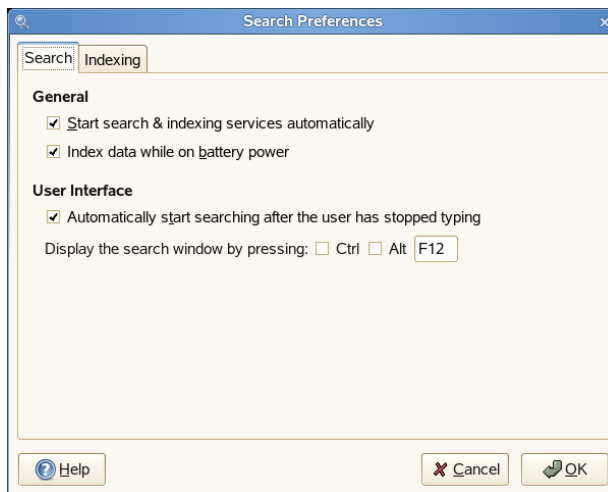 Search Preferences
Search Indexing
General
Start search & indexing services automatically
Index data while on battery power
User Interface
Automatically start searching after the user has stopped typing
Display the search window by pressing: Ctrl Alt F12
Help Cancel OK